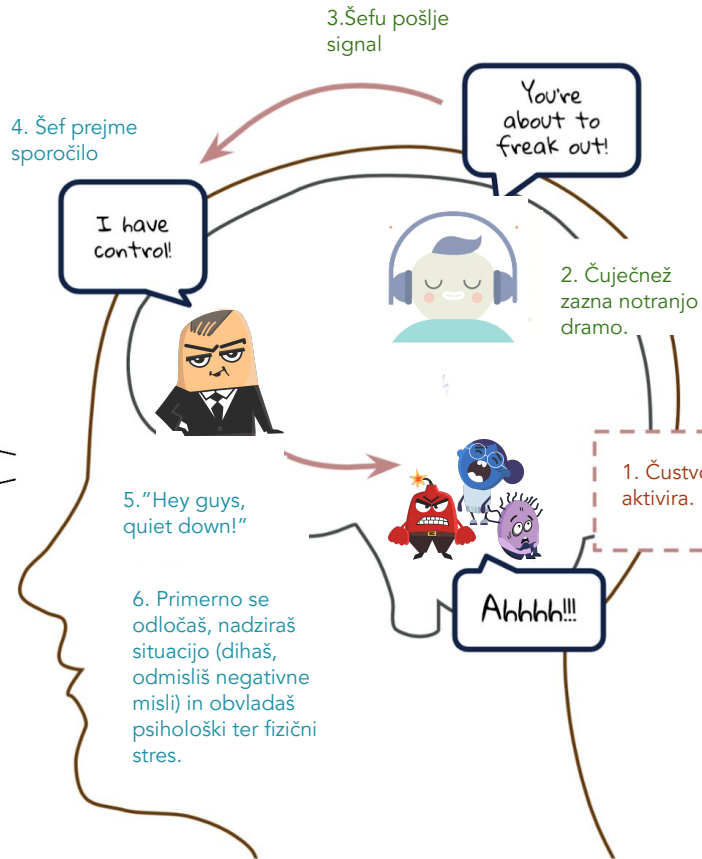 3.Šefu pošlje
signal
You're
about to
freak out!
4. Šef prejme
sporočilo
I have
control!
2. Čuječnež
zazna notranjo
dramo.
1. Čustvo
aktivira.
5."Hey guys,
quiet down!"
Ahhhh!!!
6. Primerno se
odločaš, nadziraš
situacijo (dihaš,
odmisliš negativne
misli) in obvladaš
psihološki ter fizični
stres.